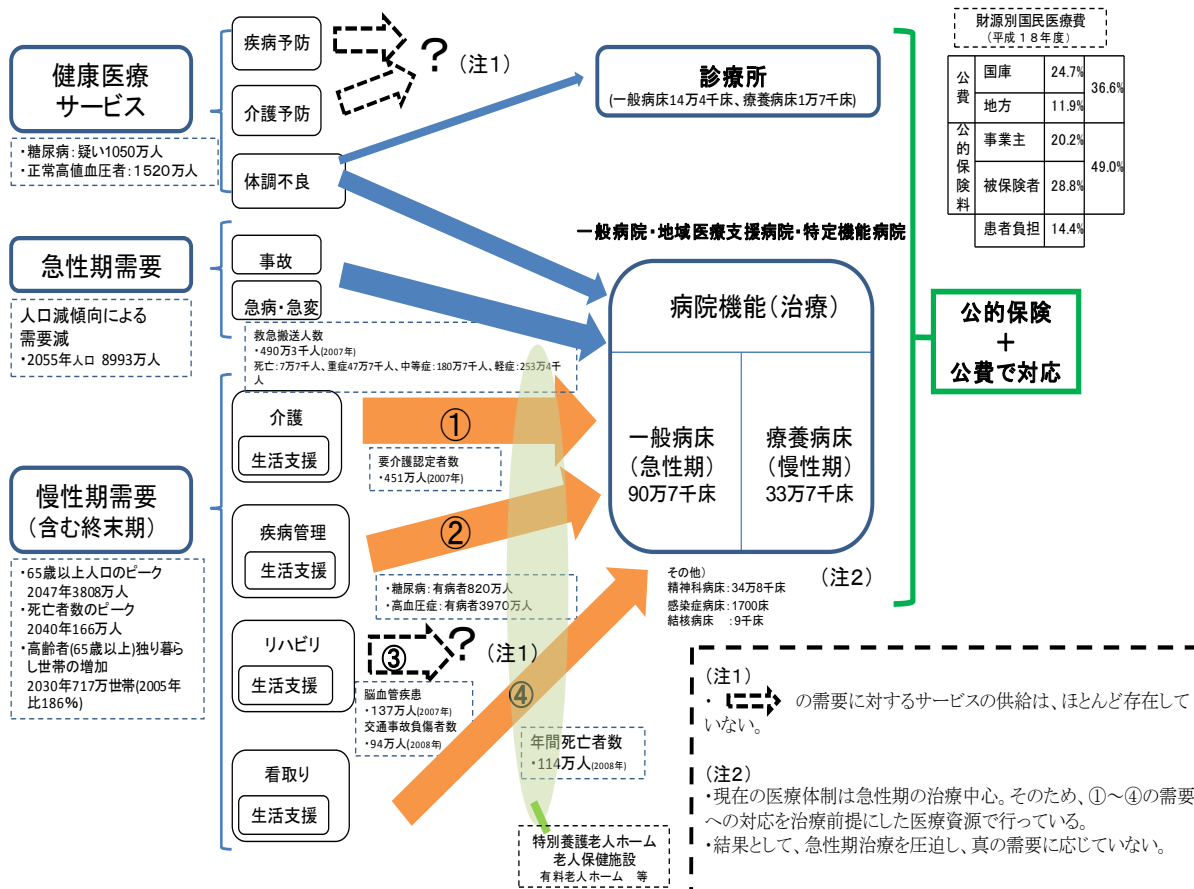 健康医療
サービス
・糖尿病：疑い1050万人
・正常高値血圧者：1520万人
疾病予防
介護予防
体調不良
？
（注1）
診療所
(一般病床14万4千床、療養病床1万7千床)
財源別国民医療費
（平成１８年度）
公費
国庫
24.7%
36.6%
地方
11.9%
公的保険料
事業主
20.2%
49.0%
被保険者
28.8%
患者負担
14.4%
急性期需要
人口減傾向による
需要減
・2055年人口 8993万人
事故
急病・急変
救急搬送人数
・490万3千人(2007年)
死亡：7万7千人、重症47万7千人、中等症：180万7千人、軽症：253万4千
人
一般病院・地域医療支援病院・特定機能病院
病院機能（治療）
一般病床
（急性期）
90万7千床
療養病床
（慢性期）
33万7千床
（注2）
その他）
精神科病床：34万8千床
感染症病床：1700床
結核病床　：9千床
公的保険
＋
公費で対応
慢性期需要
（含む終末期）
・65歳以上人口のピーク
2047年3808万人
・死亡者数のピーク
2040年166万人
・高齢者(65歳以上)独り暮ら
し世帯の増加
2030年717万世帯(2005年
比186％)
介護
生活支援
①
要介護認定者数
・451万人(2007年)
疾病管理
生活支援
②
・糖尿病：有病者820万人
・高血圧症：有病者3970万人
リハビリ
生活支援
③
？
（注1）
脳血管疾患
・137万人(2007年)
交通事故負傷者数
・94万人(2008年)
看取り
生活支援
④
年間死亡者数
・114万人(2008年)
特別養護老人ホーム
老人保健施設
有料老人ホーム　等
（注1）
・　　　の需要に対するサービスの供給は、ほとんど存在して
いない。
（注2）
・現在の医療体制は急性期の治療中心。そのため、①～④の需要
への対応を治療前提にした医療資源で行っている。
・結果として、急性期治療を圧迫し、真の需要に応じていない。